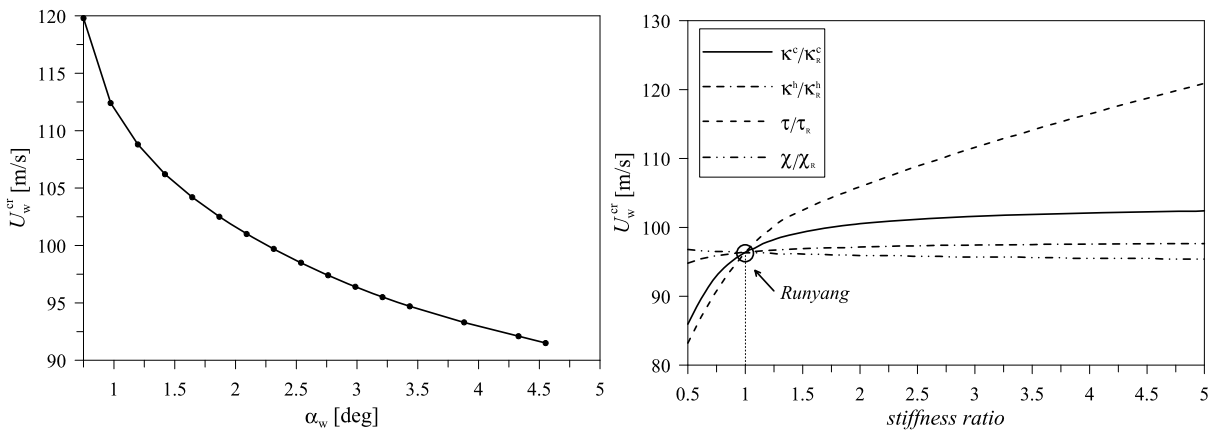 120
115
110
105
100
95
90
U_w^cr [m/s]
1 1.5 2 2.5 3 3.5 4 4.5 5
α_w [deg]
130
120
110
100
90
80
U_w^cr [m/s]
κ^c/κ_R^c
κ^h/κ_R^h
τ/τ_R
χ/χ_R
Runyang
0.5 1 1.5 2 2.5 3 3.5 4 4.5 5
stiffness ratio